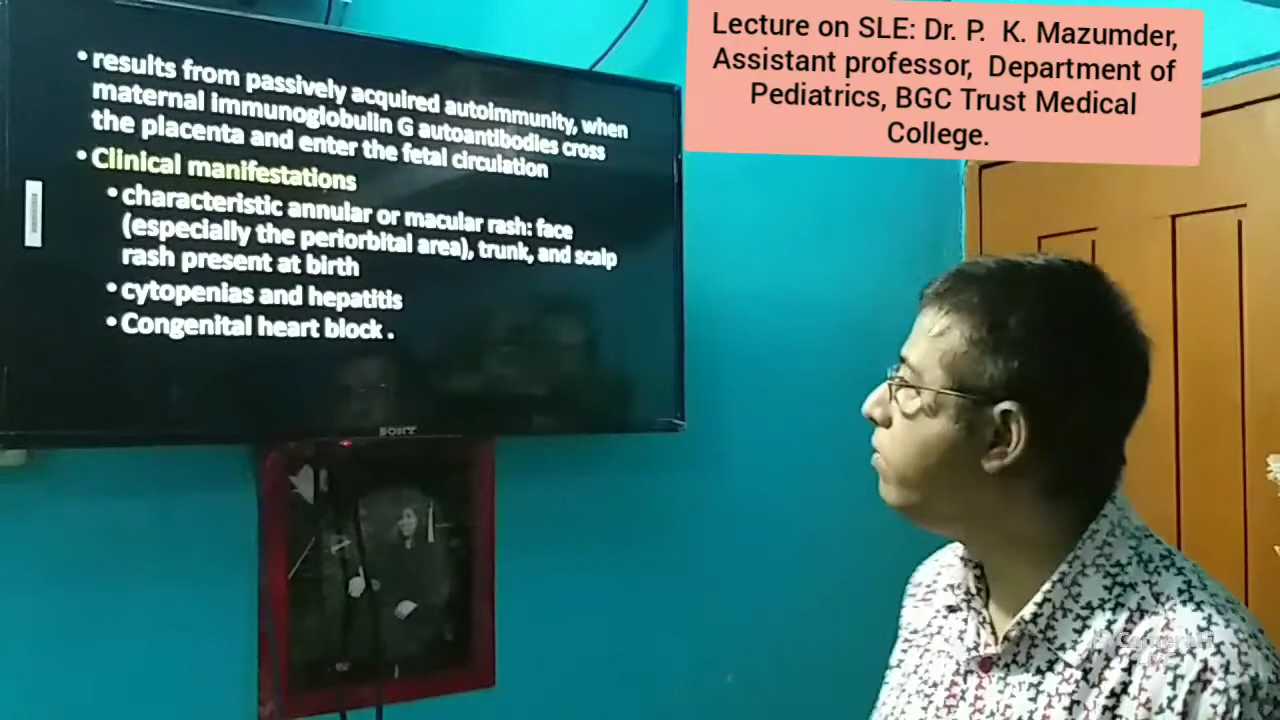 Lecture on SLE: Dr. P. K. Mazumder,
Assistant professor, Department of
Pediatrics, BGC Trust Medical
College.
• results from passively acquired autoimmunity, when
maternal immunoglobulin G autoantibodies cross
the placenta and enter the fetal circulation
• Clinical manifestations
• characteristic annular or macular rash: face
(especially the periorbital area), trunk, and scalp
rash present at birth
• cytopenias and hepatitis
• Congenital heart block .
SONY